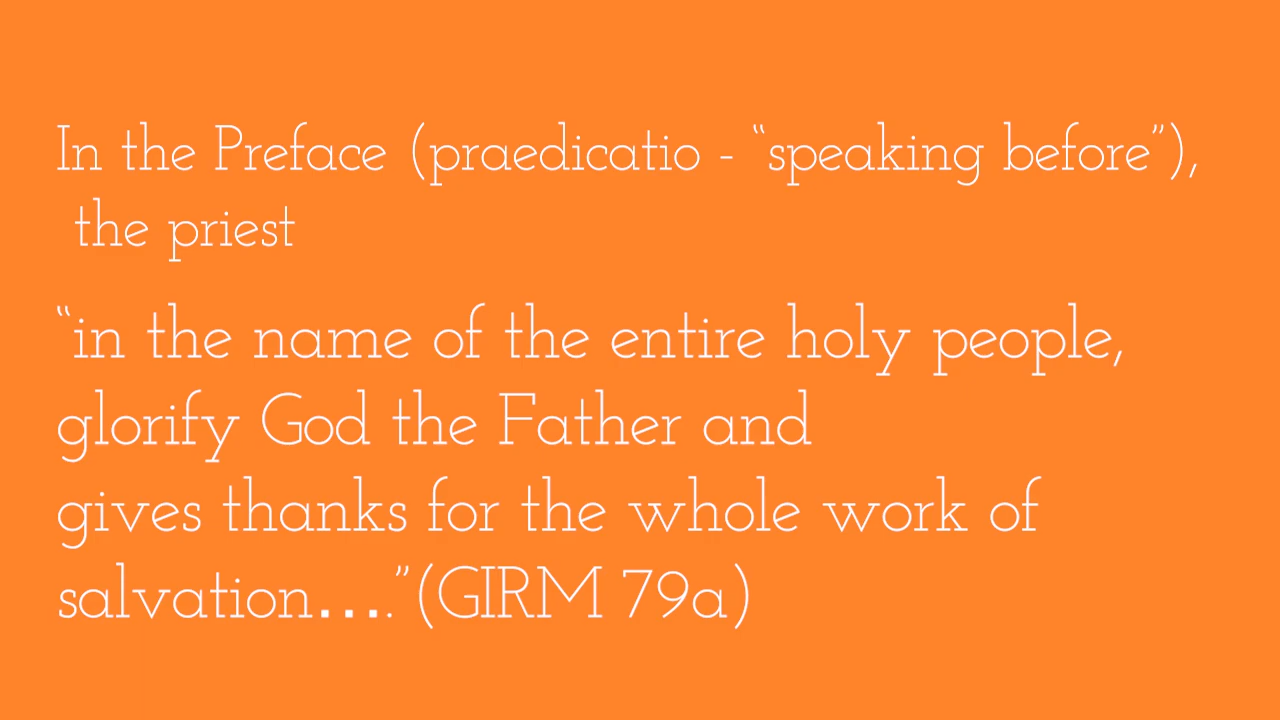 In the Preface (praedicatio - “speaking before”),
the priest
“in the name of the entire holy people,
glorify God the Father and
gives thanks for the whole work of
salvation….”(GIRM 79a)